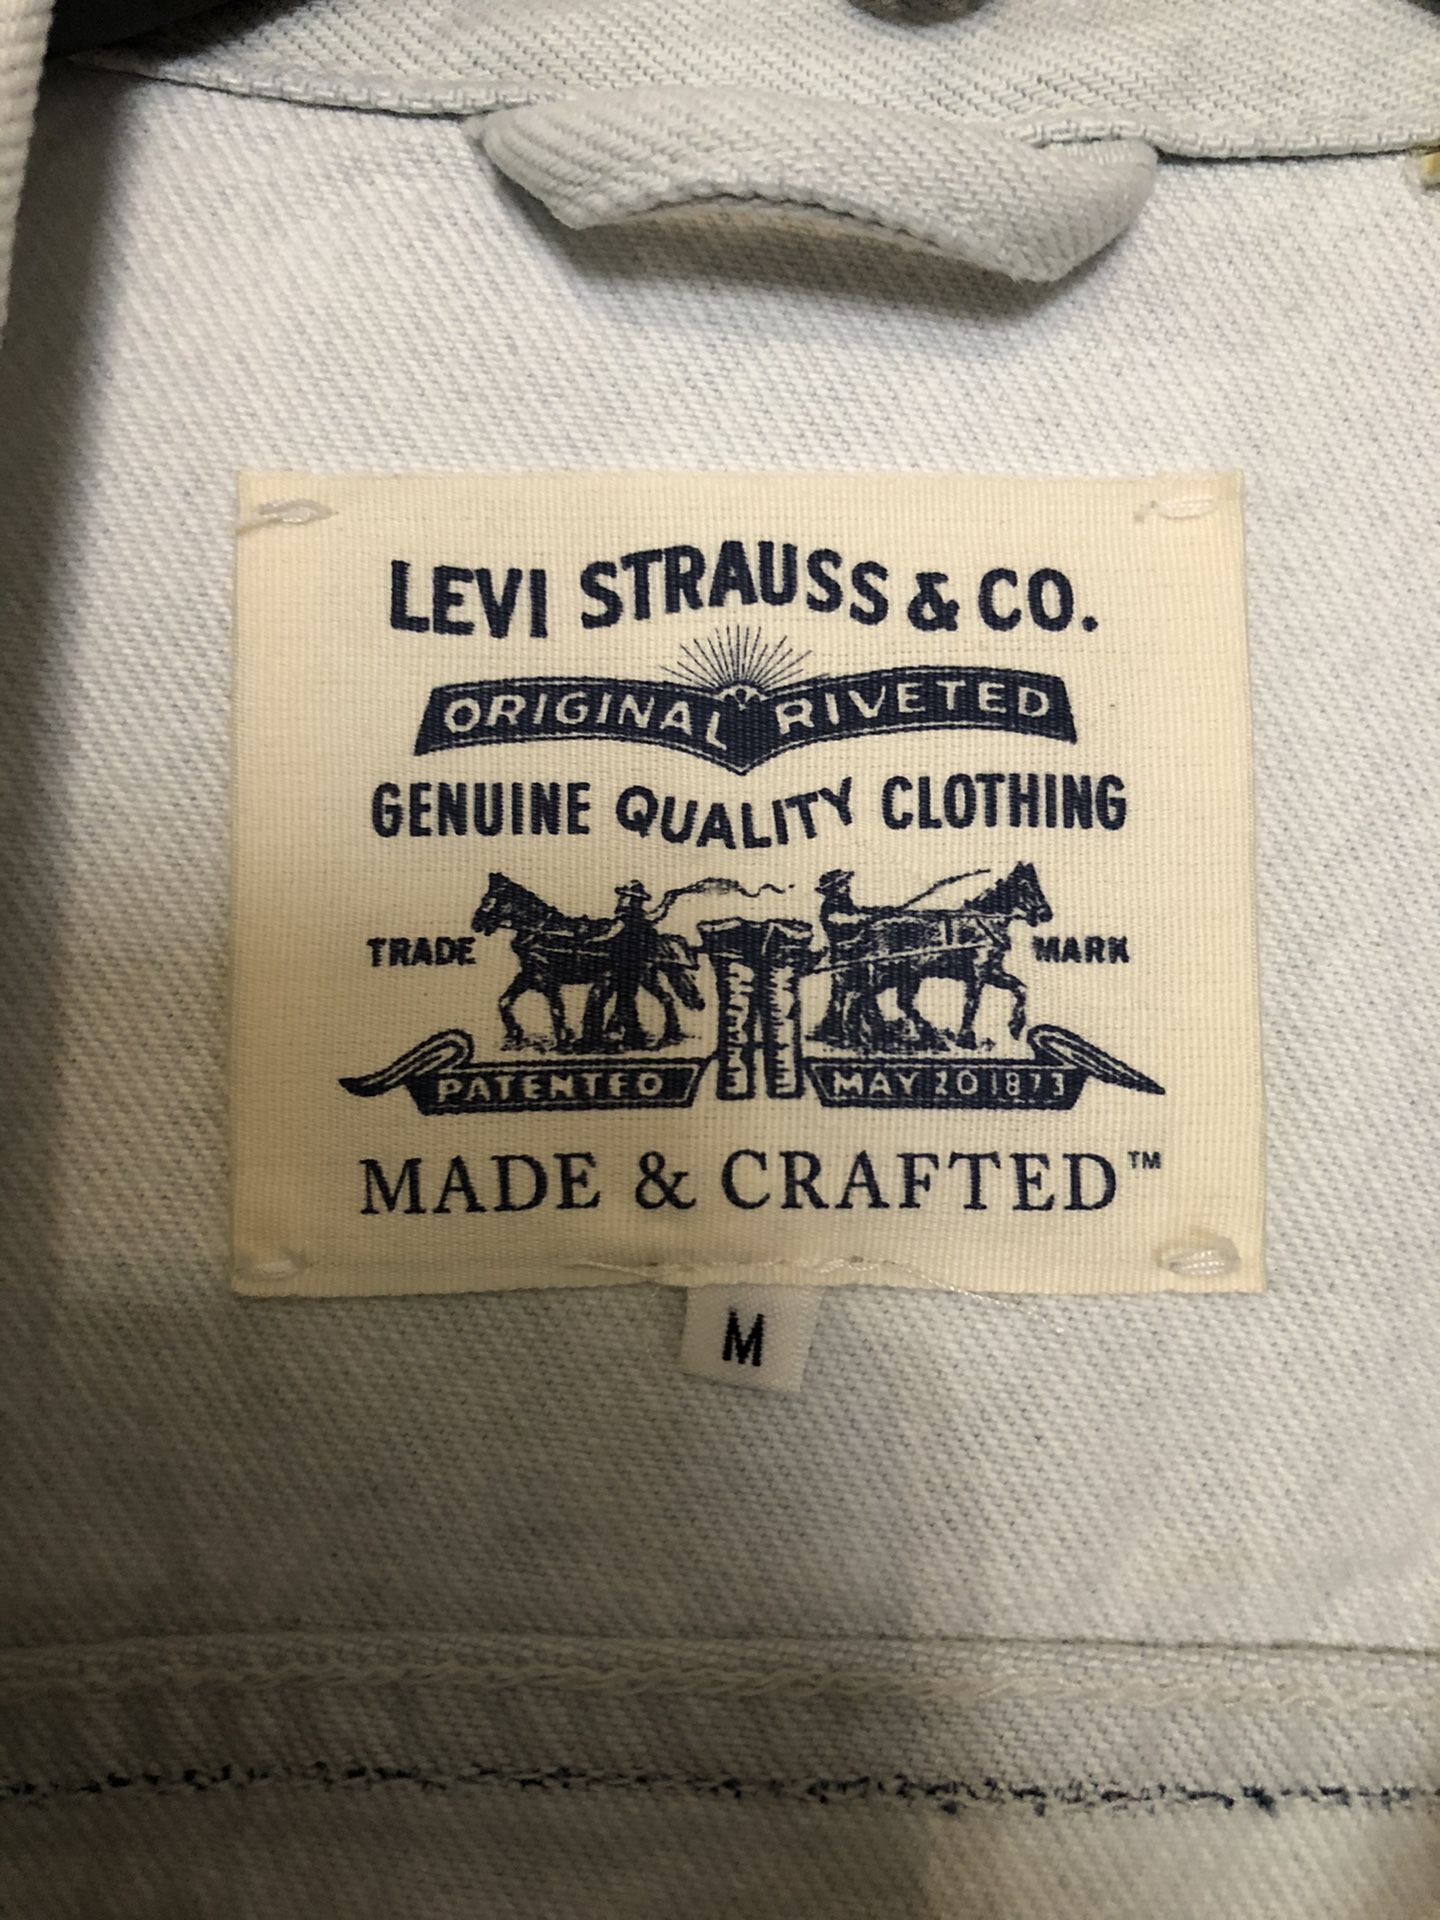 LEVI STRAUSS & CO.
ORIGINAL RIVETED
GENUINE QUALITY CLOTHING
TRADE MARK
PATENTED MAY 20 1873
MADE & CRAFTED™
M